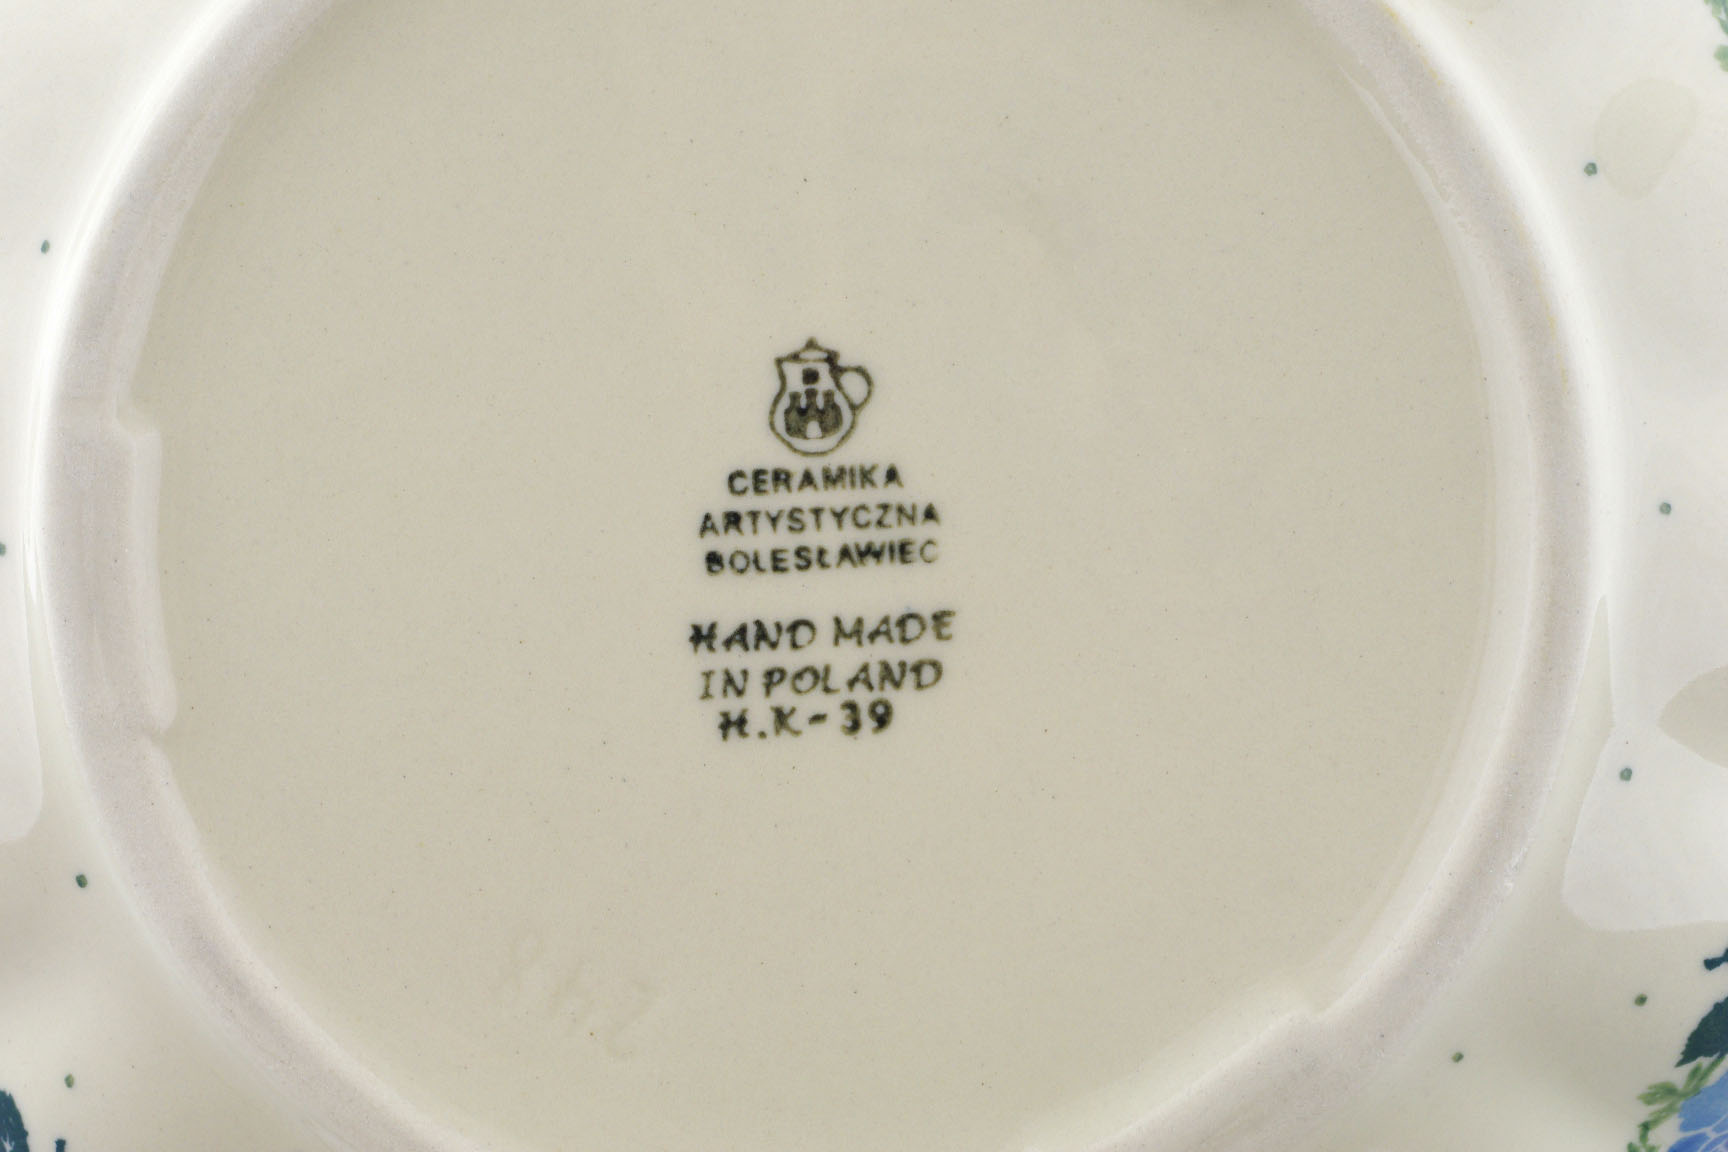 CERAMIKA
ARTYSTYCZNA
BOLESŁAWIEC
HAND MADE
IN POLAND
H.K-39